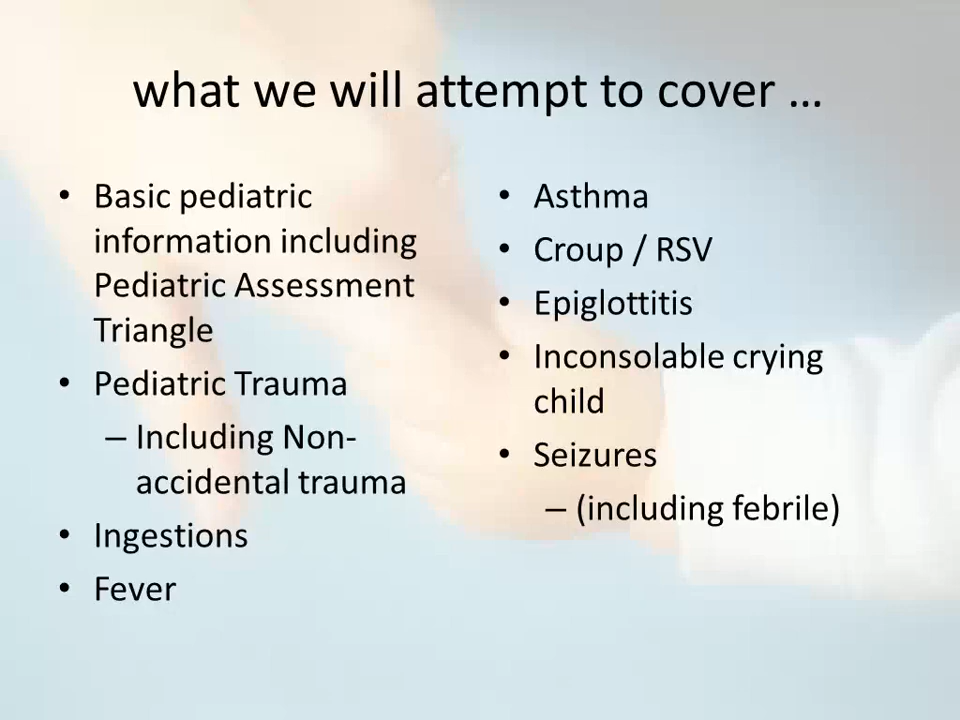 what we will attempt to cover ...
• Basic pediatric
information including
Pediatric Assessment
Triangle
• Pediatric Trauma
– Including Non-
accidental trauma
• Ingestions
• Fever
• Asthma
• Croup / RSV
• Epiglottitis
• Inconsolable crying
child
• Seizures
– (including febrile)